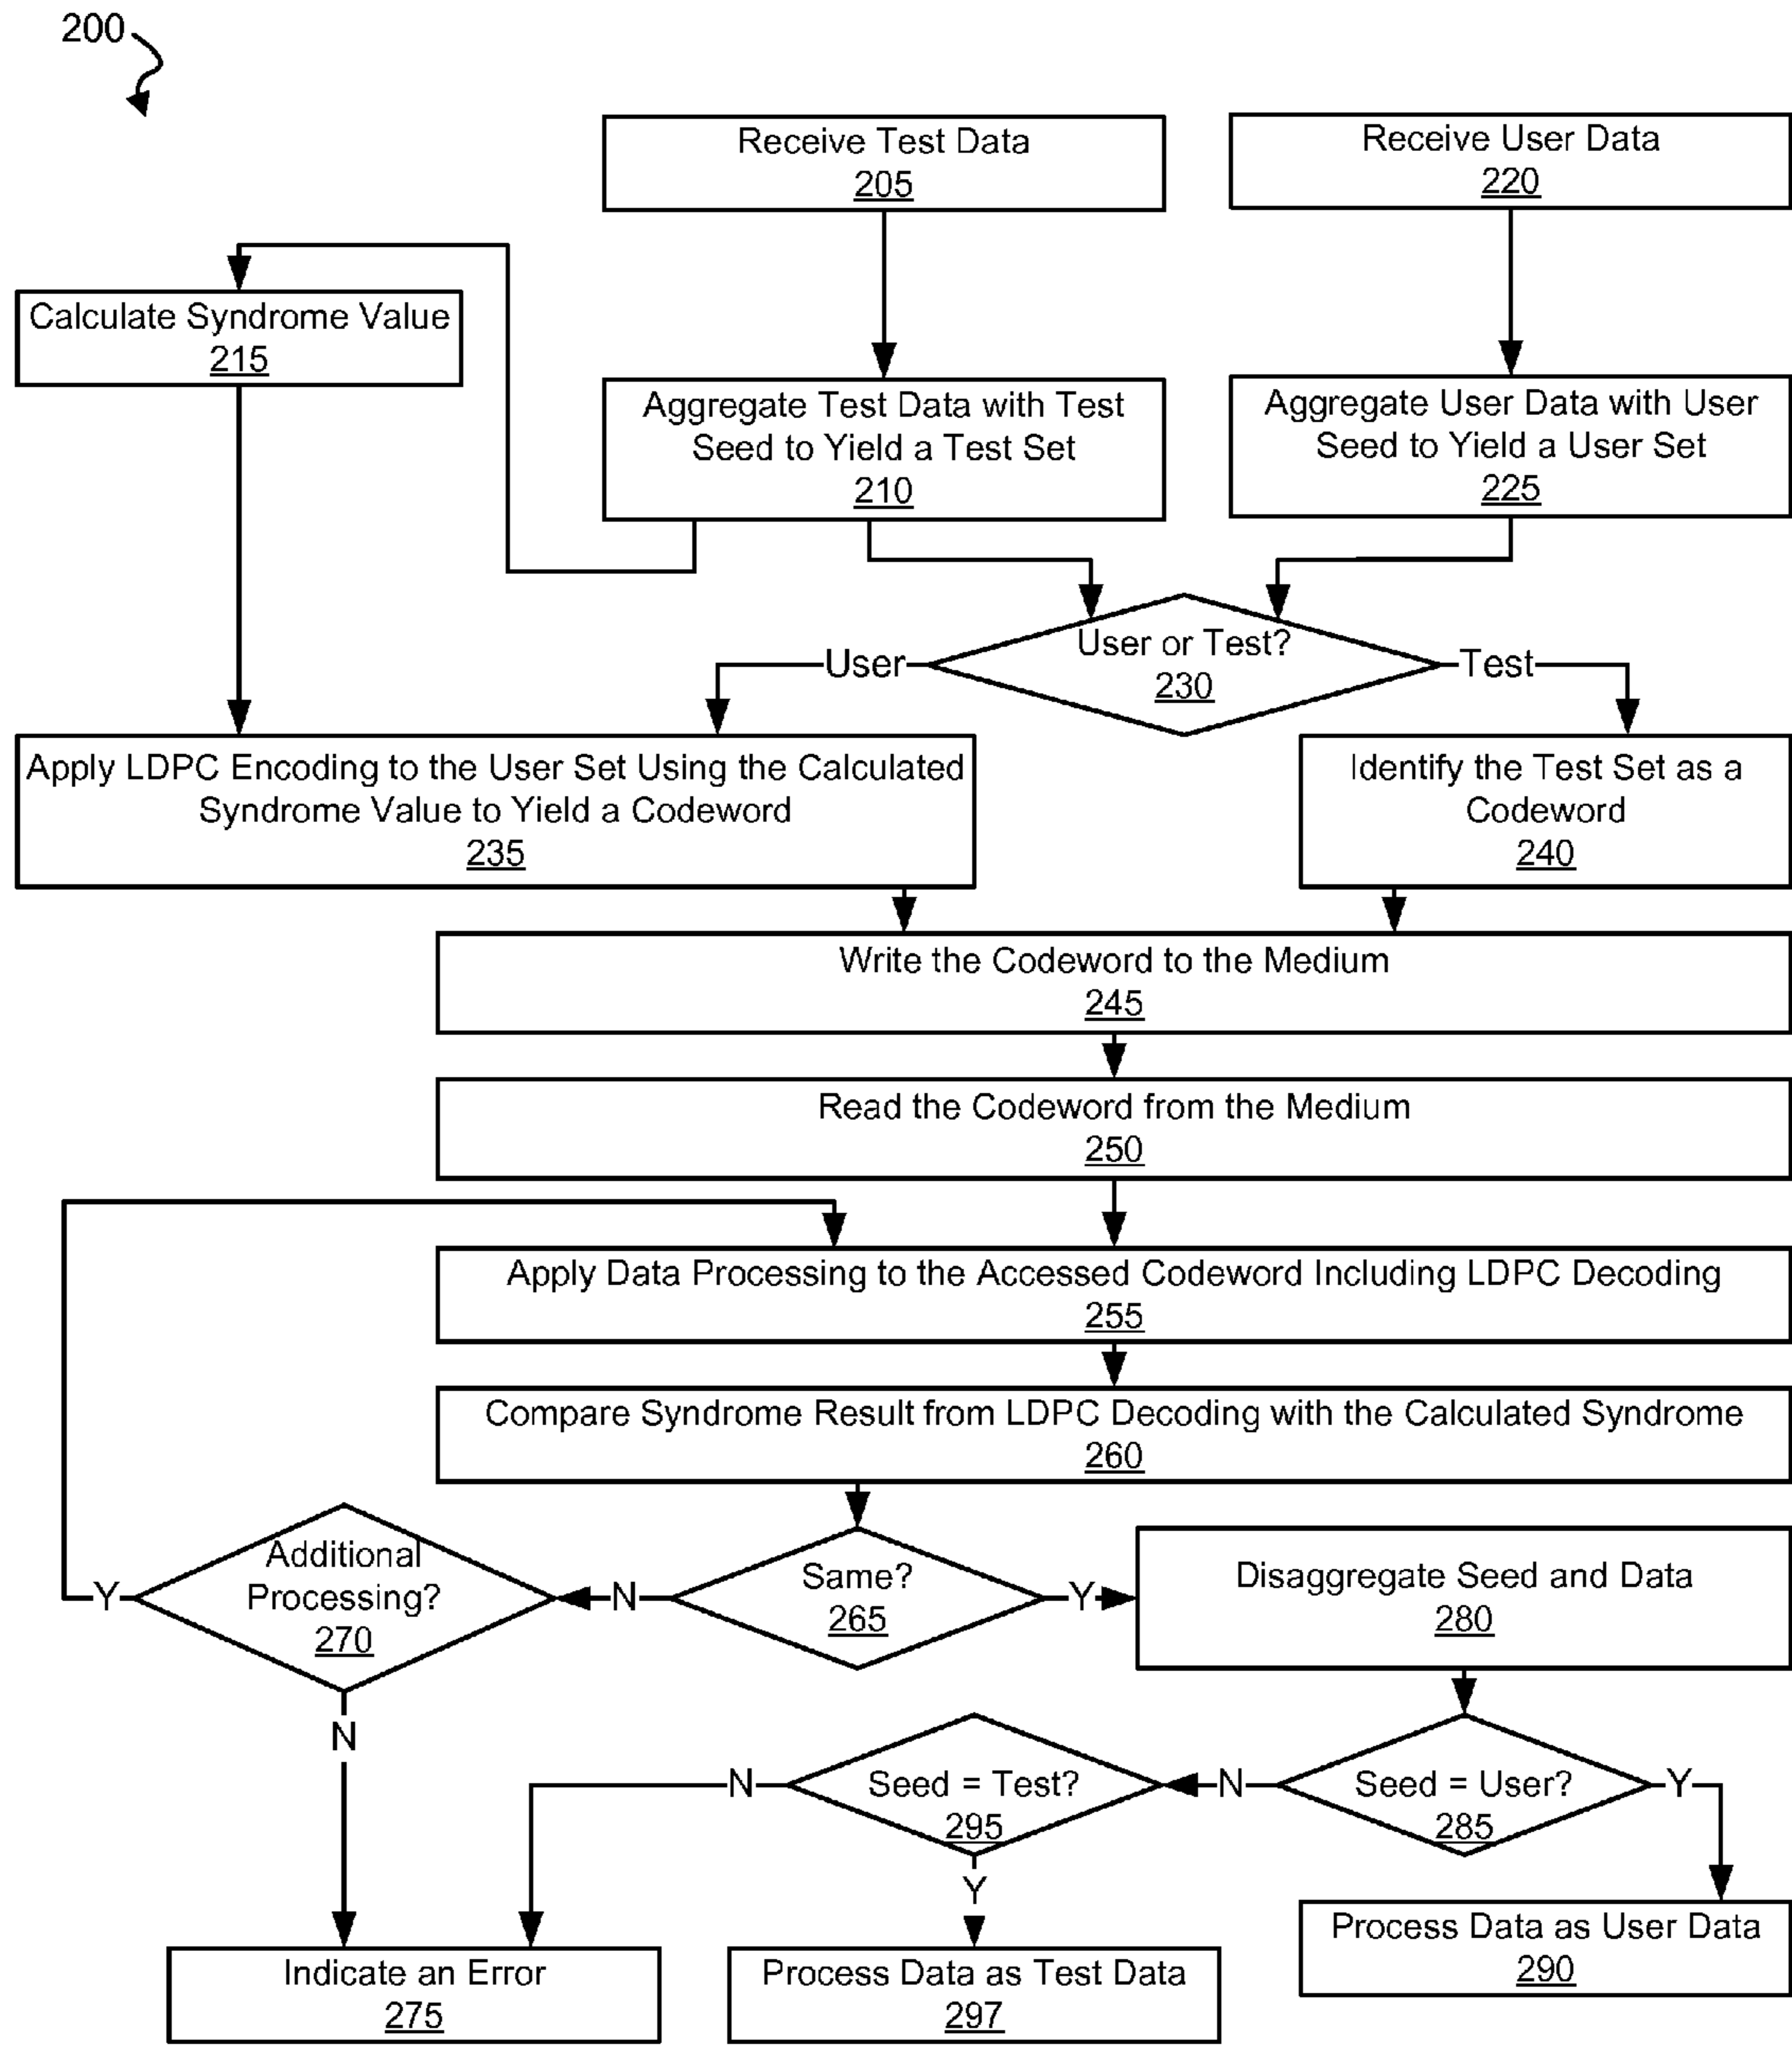 200
Receive Test Data
205
Receive User Data
220
Calculate Syndrome Value
215
Aggregate Test Data with Test
Seed to Yield a Test Set
210
Aggregate User Data with User
Seed to Yield a User Set
225
User or Test?
230
User
Test
Apply LDPC Encoding to the User Set Using the Calculated
Syndrome Value to Yield a Codeword
235
Identify the Test Set as a
Codeword
240
Write the Codeword to the Medium
245
Read the Codeword from the Medium
250
Apply Data Processing to the Accessed Codeword Including LDPC Decoding
255
Compare Syndrome Result from LDPC Decoding with the Calculated Syndrome
260
Y
Additional
Processing?
270
N
Same?
265
Y
Disaggregate Seed and Data
280
N
N
Seed = Test?
295
N
Seed = User?
285
Y
Y
Indicate an Error
275
Process Data as Test Data
297
Process Data as User Data
290